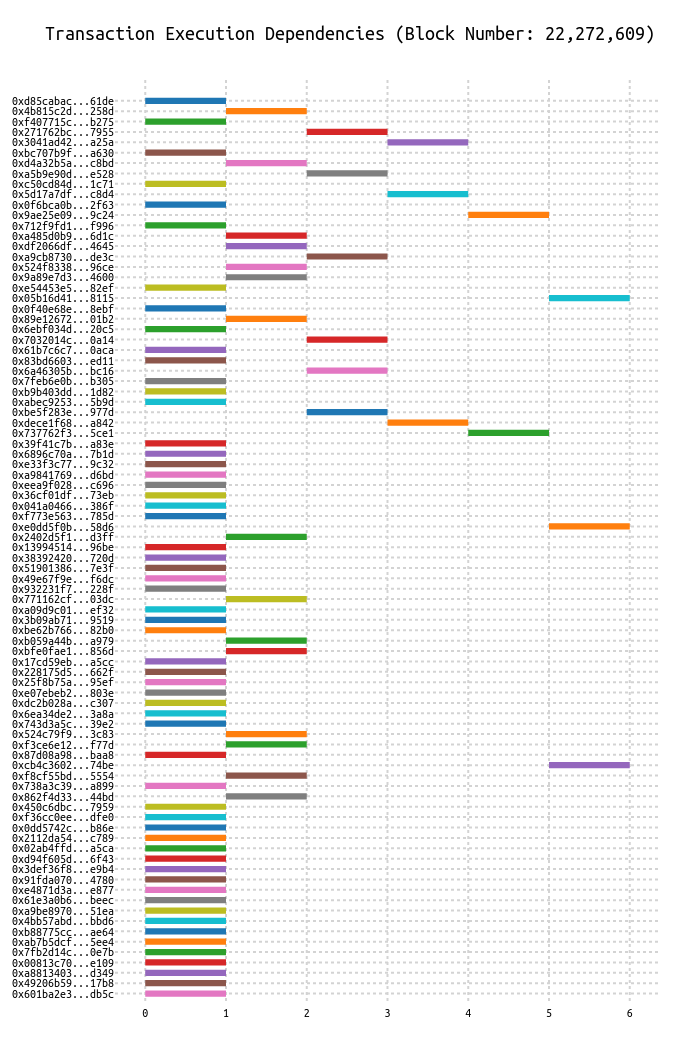 Transaction Execution Dependencies (Block Number: 22,272,609)
0xd85cabac...61de
0x4b815c2d...258d
0xf407715c...b275
0x271762bc...7955
0x3041ad42...a25a
0xbc707b9f...a630
0xd4a32b5a...c8bd
0xa5b9e90d...e528
0xc50cd84d...1c71
0x5d17a7df...c8d4
0x0f6bca0b...2f63
0x9ae25e09...9c24
0x712f9fd1...f996
0xa485d0b9...6d1c
0xdf2066df...4645
0xa9cb8730...de3c
0x524f8338...96ce
0x9a89e7d3...4600
0xe54453e5...82ef
0x05b16d41...8115
0x0f40e68e...8ebf
0x89e12672...01b2
0x6ebf034d...20c5
0x7032014c...0a14
0x61b7c6c7...0aca
0x83bd6603...ed11
0x6a46305b...bc16
0x7feb6e0b...b305
0xb9b403dd...1d82
0xabec9253...5b9d
0xbe5f283e...977d
0xdece1f68...a842
0x737762f3...5ce1
0x39f41c7b...a83e
0x6896c70a...7b1d
0xe33f3c77...9c32
0xa9841769...d6bd
0xeea9f028...c696
0x36cf01df...73eb
0x041a0466...386f
0xf773e563...785d
0xe0dd5f0b...58d6
0x2402d5f1...d3ff
0x13994514...96be
0x38392420...720d
0x51901386...7e3f
0x49e67f9e...f6dc
0x932231f7...228f
0x771162cf...03dc
0xa09d9c01...ef32
0x3b09ab71...9519
0xbe62b766...82b0
0xb059a44b...a979
0xbfe0fae1...856d
0x17cd59eb...a5cc
0x228175d5...662f
0x25f8b75a...95ef
0xe07ebeb2...803e
0xdc2b028a...c307
0x6ea34de2...3a8a
0x743d3a5c...39e2
0x524c79f9...3c83
0xf3ce6e12...f77d
0x87d08a98...baa8
0xcb4c3602...74be
0xf8cf55bd...5554
0x738a3c39...a899
0x862f4d33...44bd
0x450c6dbc...7959
0xf36cc0ee...dfe0
0x0dd5742c...b86e
0x2112da54...c789
0x02ab4ffd...a5ca
0xd94f605d...6f43
0x3def36f8...e9b4
0x91fda070...4780
0xe4871d3a...e877
0x61e3a0b6...beec
0xa9be8970...51ea
0x4bb57abd...bbd6
0xb88775cc...ae64
0xab7b5dcf...5ee4
0x7fb2d14c...0e7b
0x00813c70...e109
0xa8813403...d349
0x49206b59...17b8
0x601ba2e3...db5c
0 1 2 3 4 5 6